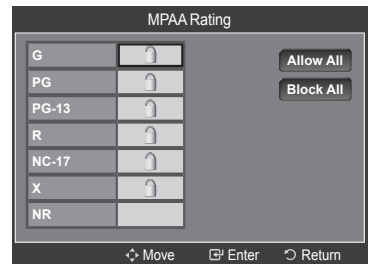 MPAA Rating
G
Allow All
PG
Block All
PG-13
R
NC-17
X
NR
Move Enter Return